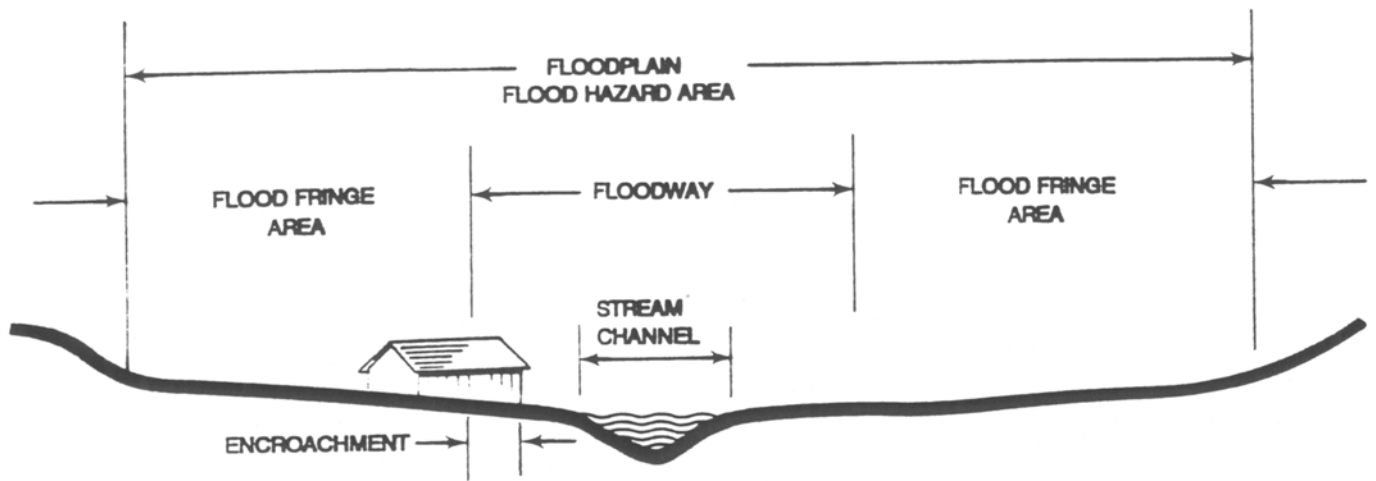 FLOODPLAIN
FLOOD HAZARD AREA
FLOOD FRINGE
AREA
FLOODWAY
FLOOD FRINGE
AREA
STREAM
CHANNEL
ENCROACHMENT